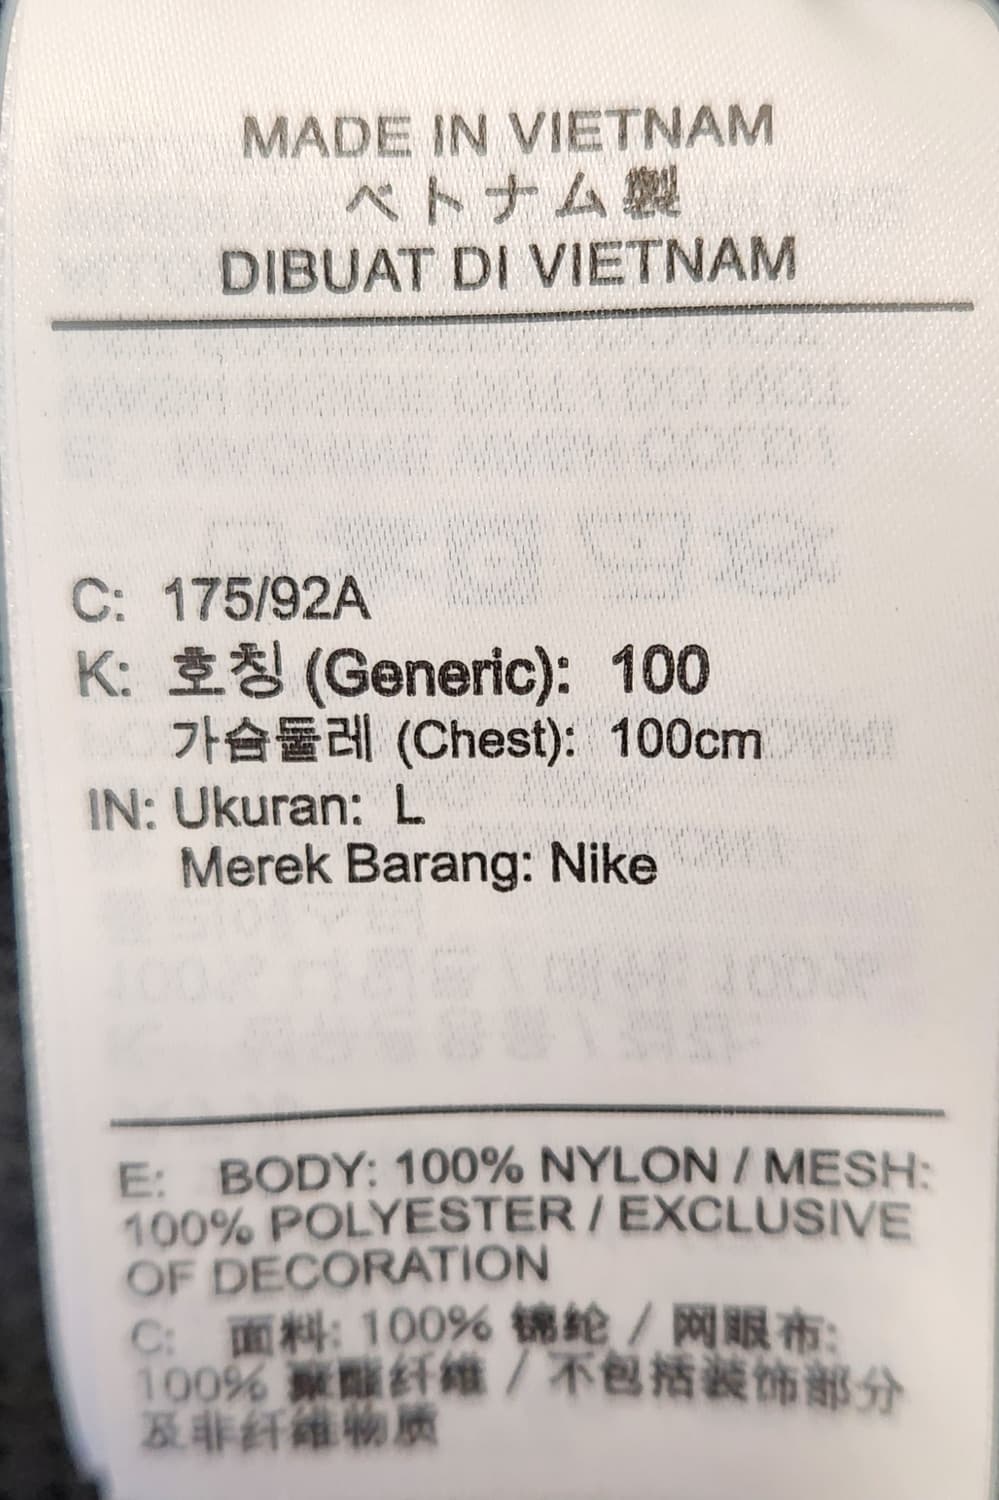 MADE IN VIETNAM
ベトナム製
DIBUAT DI VIETNAM
C: 175/92A
K: 호칭 (Generic): 100
가슴둘레 (Chest): 100cm
IN: Ukuran: L
Merek Barang: Nike
E: BODY: 100% NYLON / MESH:
100% POLYESTER / EXCLUSIVE
OF DECORATION
C: 面料: 100% 锦纶 / 网眼布:
100% 聚酯纤维 / 不包括装饰部分
及非纤维物质